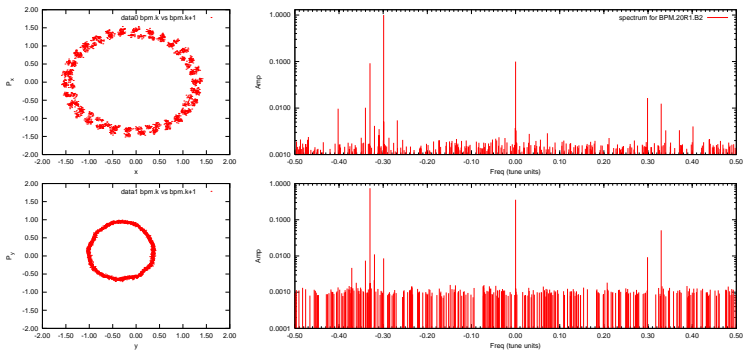 2.00
1.50
1.00
0.50
0.00
-0.50
-1.00
-1.50
-2.00
P_x
data0 bpm.k vs bpm.k+1
-2.00 -1.50 -1.00 -0.50 0.00 0.50 1.00 1.50 2.00
x
1.0000
0.1000
0.0100
0.0010
Amp
spectrum for BPM.20R1.B2
-0.50 -0.40 -0.30 -0.20 -0.10 0.00 0.10 0.20 0.30 0.40 0.50
Freq (tune units)
2.00
1.50
1.00
0.50
0.00
-0.50
-1.00
-1.50
-2.00
P_y
data1 bpm.k vs bpm.k+1
-2.00 -1.50 -1.00 -0.50 0.00 0.50 1.00 1.50 2.00
y
1.0000
0.1000
0.0100
0.0010
0.0001
Amp
-0.50 -0.40 -0.30 -0.20 -0.10 0.00 0.10 0.20 0.30 0.40 0.50
Freq (tune units)